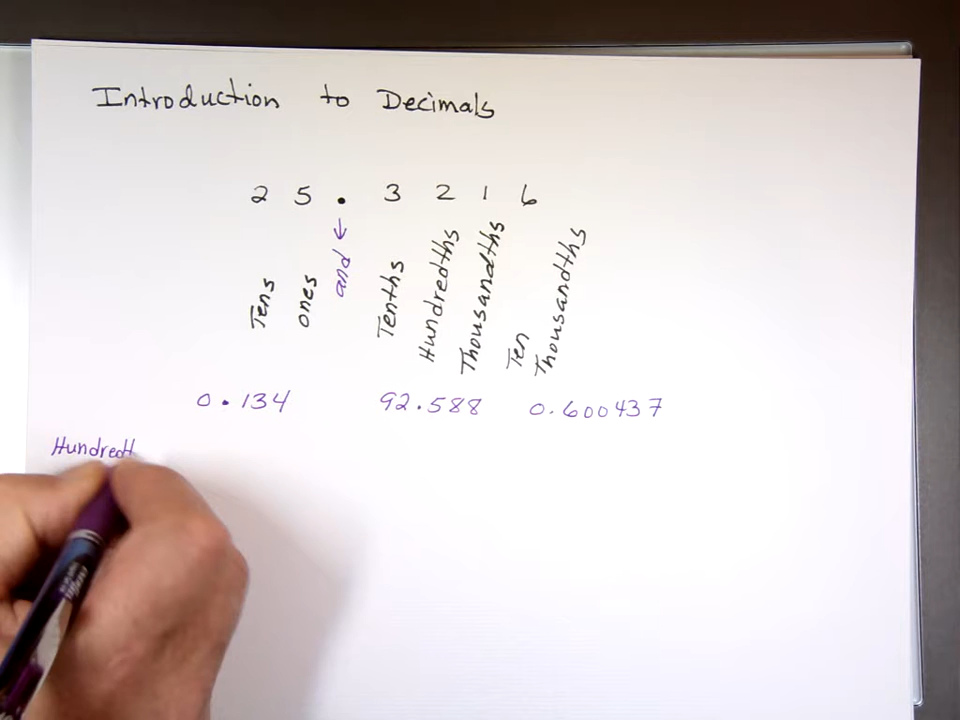 Introduction to Decimals
2 5 . 3 2 1 6
Tens ones and Tenths Hundredths Thousandths Ten Thousandths
0.134 92.588 0.600437
Hundredt